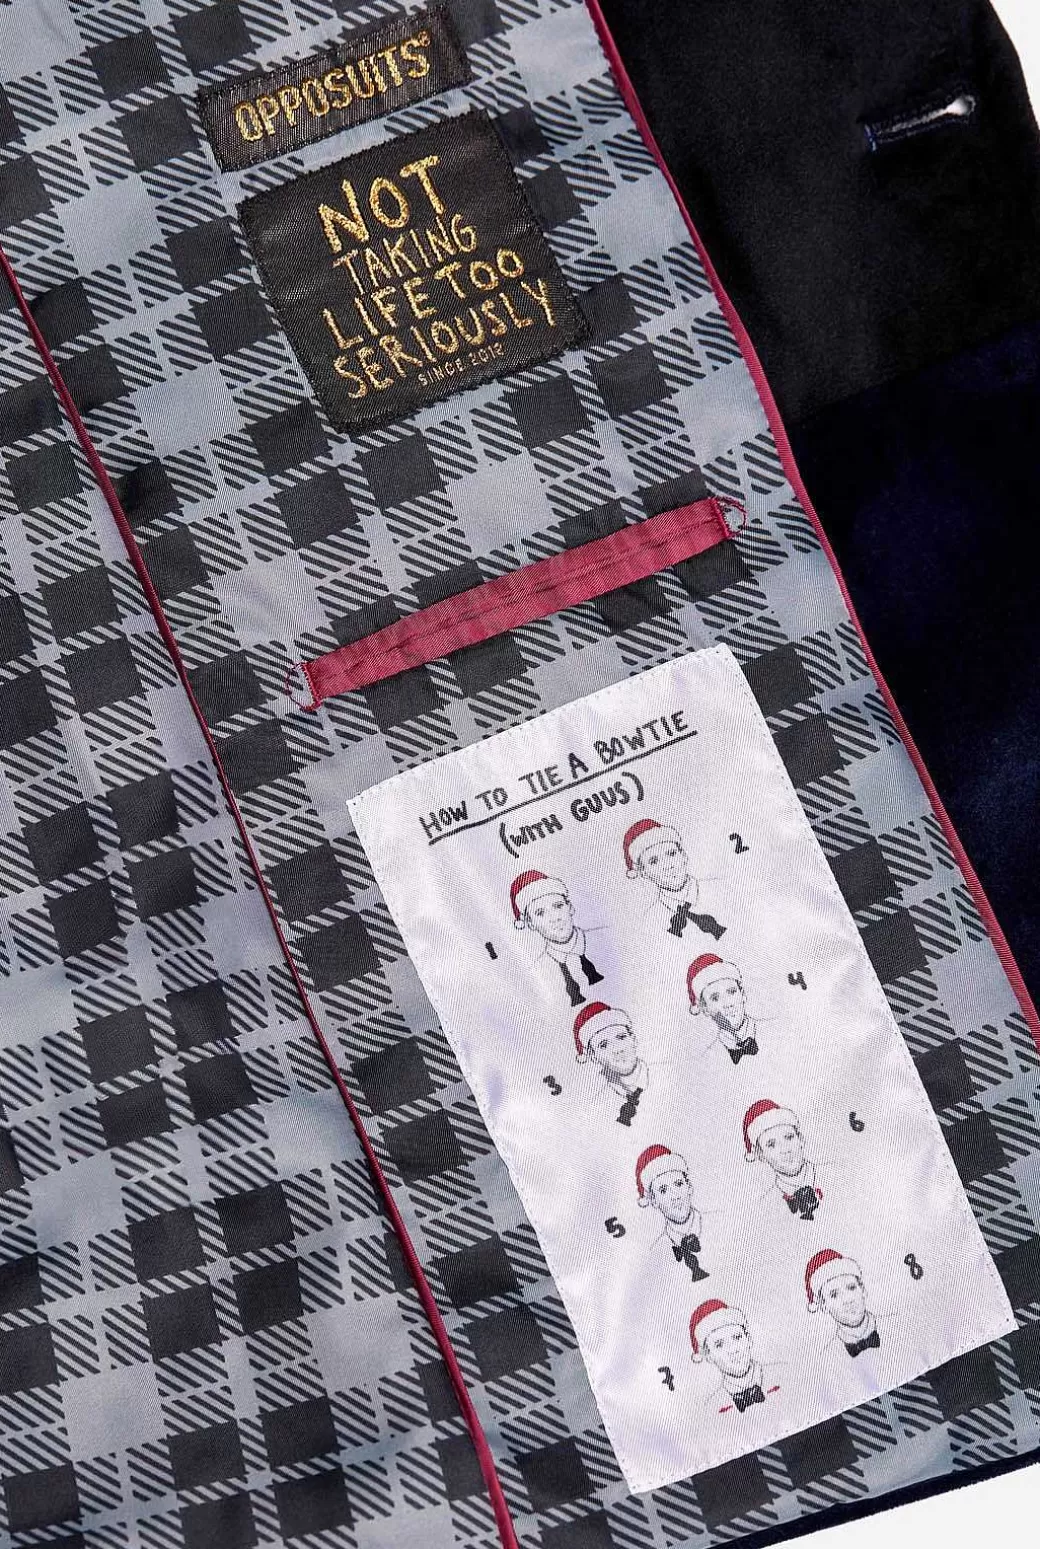 OPPOSUITS®
NOT
TAKING
LIFE TOO
SERIOUSLY
SINCE 2012
HOW TO TIE A BOWTIE
(WITH GUUS)
1
2
3
4
5
6
7
8